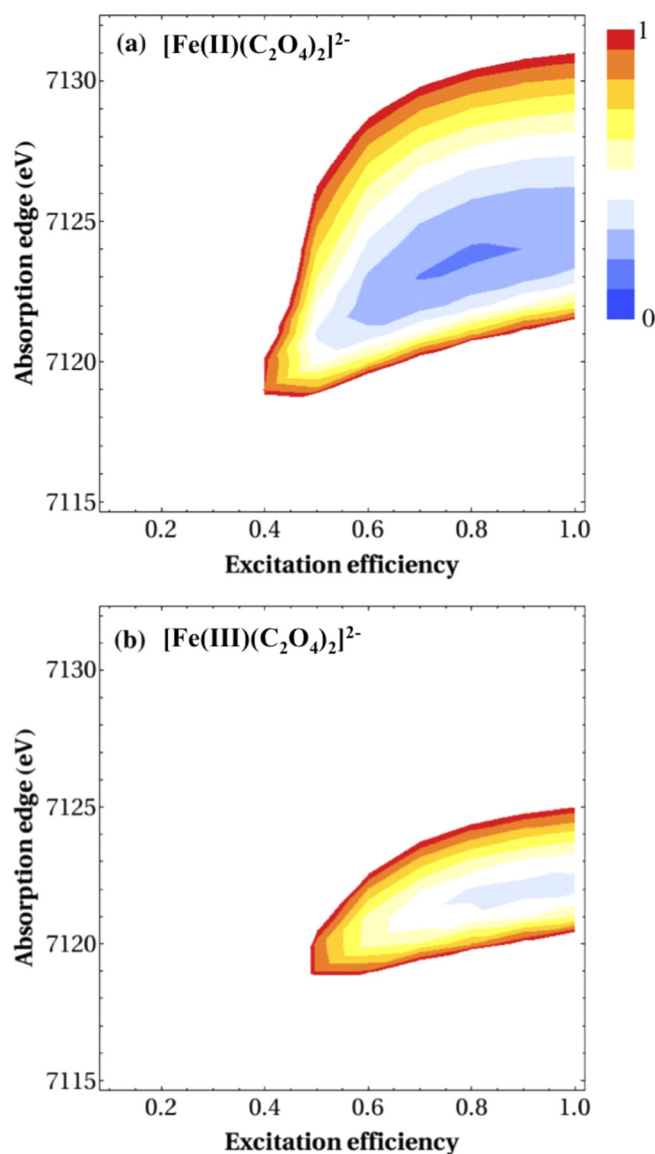 (a) [Fe(II)(C₂O₄)₂]²⁻
1
0
Absorption edge (eV)
7130
7125
7120
7115
0.2 0.4 0.6 0.8 1.0
Excitation efficiency
(b) [Fe(III)(C₂O₄)₂]²⁻
Absorption edge (eV)
7130
7125
7120
7115
0.2 0.4 0.6 0.8 1.0
Excitation efficiency